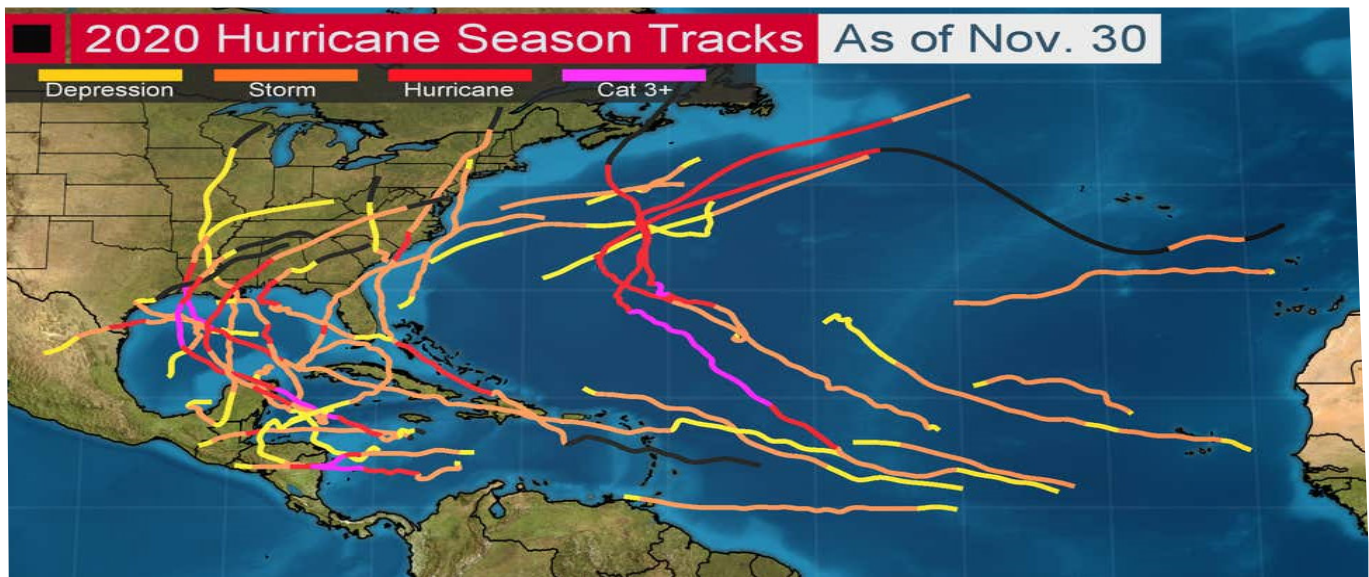 2020 Hurricane Season Tracks As of Nov. 30
Depression Storm Hurricane Cat 3+